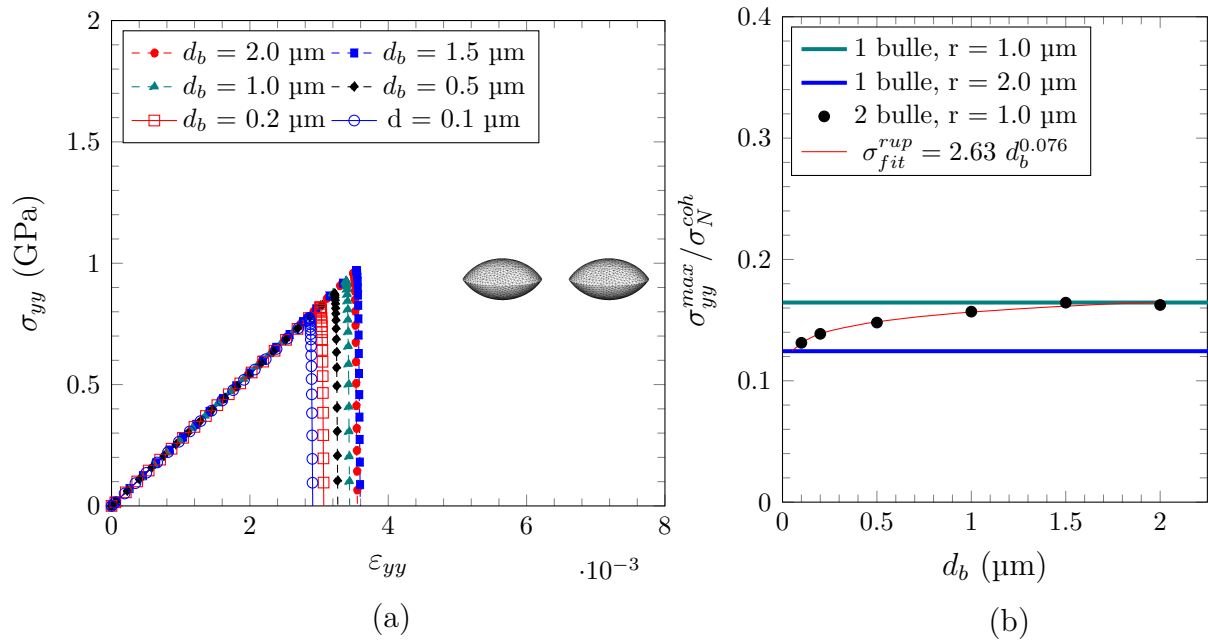 2
1.5
1
0.5
0
0
2
4
6
8
·10⁻³
σ_yy (GPa)
ε_yy
d_b = 2.0 µm
d_b = 1.5 µm
d_b = 1.0 µm
d_b = 0.5 µm
d_b = 0.2 µm
d = 0.1 µm
(a)
0.4
0.3
0.2
0.1
0
0
0.5
1
1.5
2
σ_yy^max/σ_N^coh
d_b (µm)
1 bulle, r = 1.0 µm
1 bulle, r = 2.0 µm
2 bulle, r = 1.0 µm
σ_fit^rup = 2.63 d_b^0.076
(b)